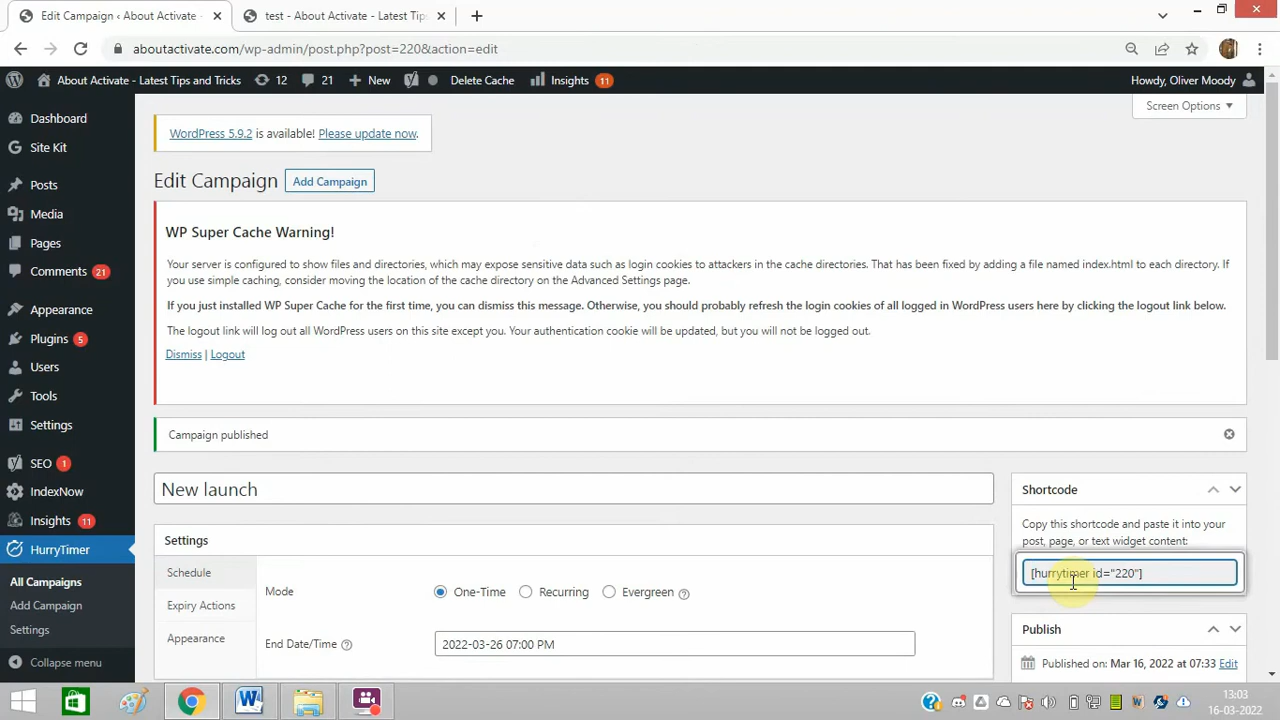 Edit Campaign ‹ About Activate -
test - About Activate - Latest Tips
aboutactivate.com/wp-admin/post.php?post=220&action=edit
About Activate - Latest Tips and Tricks
12
21
New
Delete Cache
Insights 11
Howdy, Oliver Moody
Screen Options
Dashboard
Site Kit
Posts
Media
Pages
Comments 21
Appearance
Plugins 5
Users
Tools
Settings
SEO 1
IndexNow
Insights 11
HurryTimer
All Campaigns
Add Campaign
Settings
Collapse menu
WordPress 5.9.2 is available! Please update now.
Edit Campaign
Add Campaign
WP Super Cache Warning!
Your server is configured to show files and directories, which may expose sensitive data such as login cookies to attackers in the cache directories. That has been fixed by adding a file named index.html to each directory. If
you use simple caching, consider moving the location of the cache directory on the Advanced Settings page.
If you just installed WP Super Cache for the first time, you can dismiss this message. Otherwise, you should probably refresh the login cookies of all logged in WordPress users here by clicking the logout link below.
The logout link will log out all WordPress users on this site except you. Your authentication cookie will be updated, but you will not be logged out.
Dismiss | Logout
Campaign published
New launch
Settings
Schedule
Expiry Actions
Appearance
Mode
One-Time
Recurring
Evergreen
End Date/Time
2022-03-26 07:00 PM
Shortcode
Copy this shortcode and paste it into your
post, page, or text widget content:
[hurrytimer id="220"]
Publish
Published on: Mar 16, 2022 at 07:33 Edit
13:03
16-03-2022